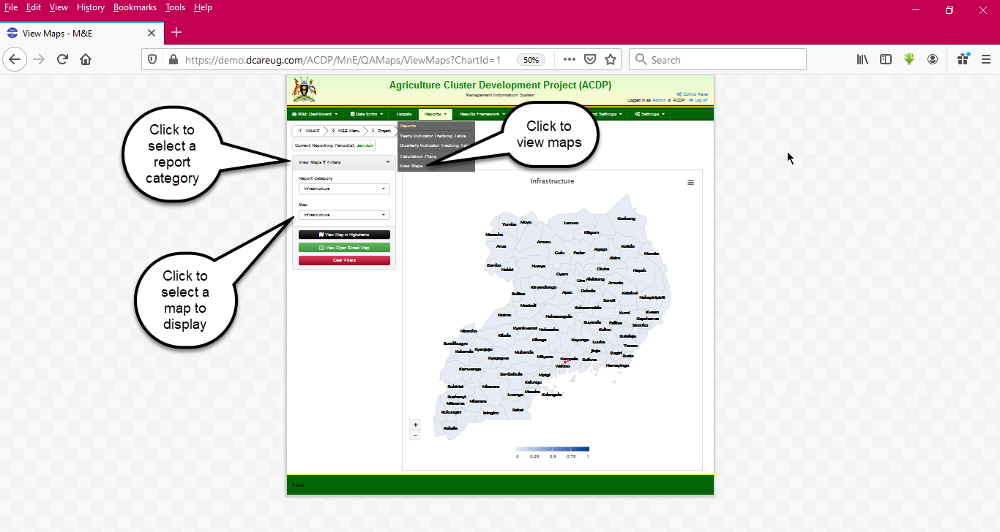 File Edit View History Bookmarks Tools Help
View Maps - M&E
https://demo.dcareug.com/ACDP/MnE/QAMaps/ViewMaps?ChartId=1
50%
Search
Agriculture Cluster Development Project (ACDP)
Management Information System
Control Panel
Logged in as Admin of ACDP Log off
M&E Dashboard Data Entry Targets Reports Results Framework rd Settings Settings
1 MAAIF 2 M&E Menu 3 Project
Current Reporting Period(s): Jan-Jun
View Maps Filters
Report Category
Infrastructure
Map
Infrastructure
View Map in Highcharts
View Open Street Map
Clear Filters
Reports
Yearly Indicator Tracking Table
Quarterly Indicator Tracking Tab
Tabulation Plans
View Maps
Click to
select a
report
category
Click to
view maps
Click to
select a
map to
display
Infrastructure
Kaabong
Yumbe Moyo Lamwo
Maracha Kitgum
Arua Amuru Kotido
Gulu Pader Agago Abim Moroto
Zombo Nebbi Nwoya Otuke Napak
Oyam Lira Alebtong Amuria
Kiryandongo Apac Dokolo Katakwi Nakapiripirit
Buliisa Masindi Soroti
Kaberamaido Kumi Kween
Hoima Nakasongola Buyende Pallisa Kapchorwa
Sironko
Ntoroko Kyankwanzi Nakaseke Kaliro
Kibale Kiboga Kayunga Luuka Butaleja
Bundibugyo Tororo
Kabarole Kyenjojo Mubende Jinja Bugiri
Kyegegwa Mityana Kampala Buikwe Busia
Wakiso Namayingo
Kamwenge Sembabule Mpigi
Kalungu
Rubirizi Mbarara Masaka
Bushenyi Lwengo Kalangala
Mitooma Mbarara
Rukungiri Isingiro Rakai
Kabale
+
−
0 0.25 0.5 0.75 1
© 2020